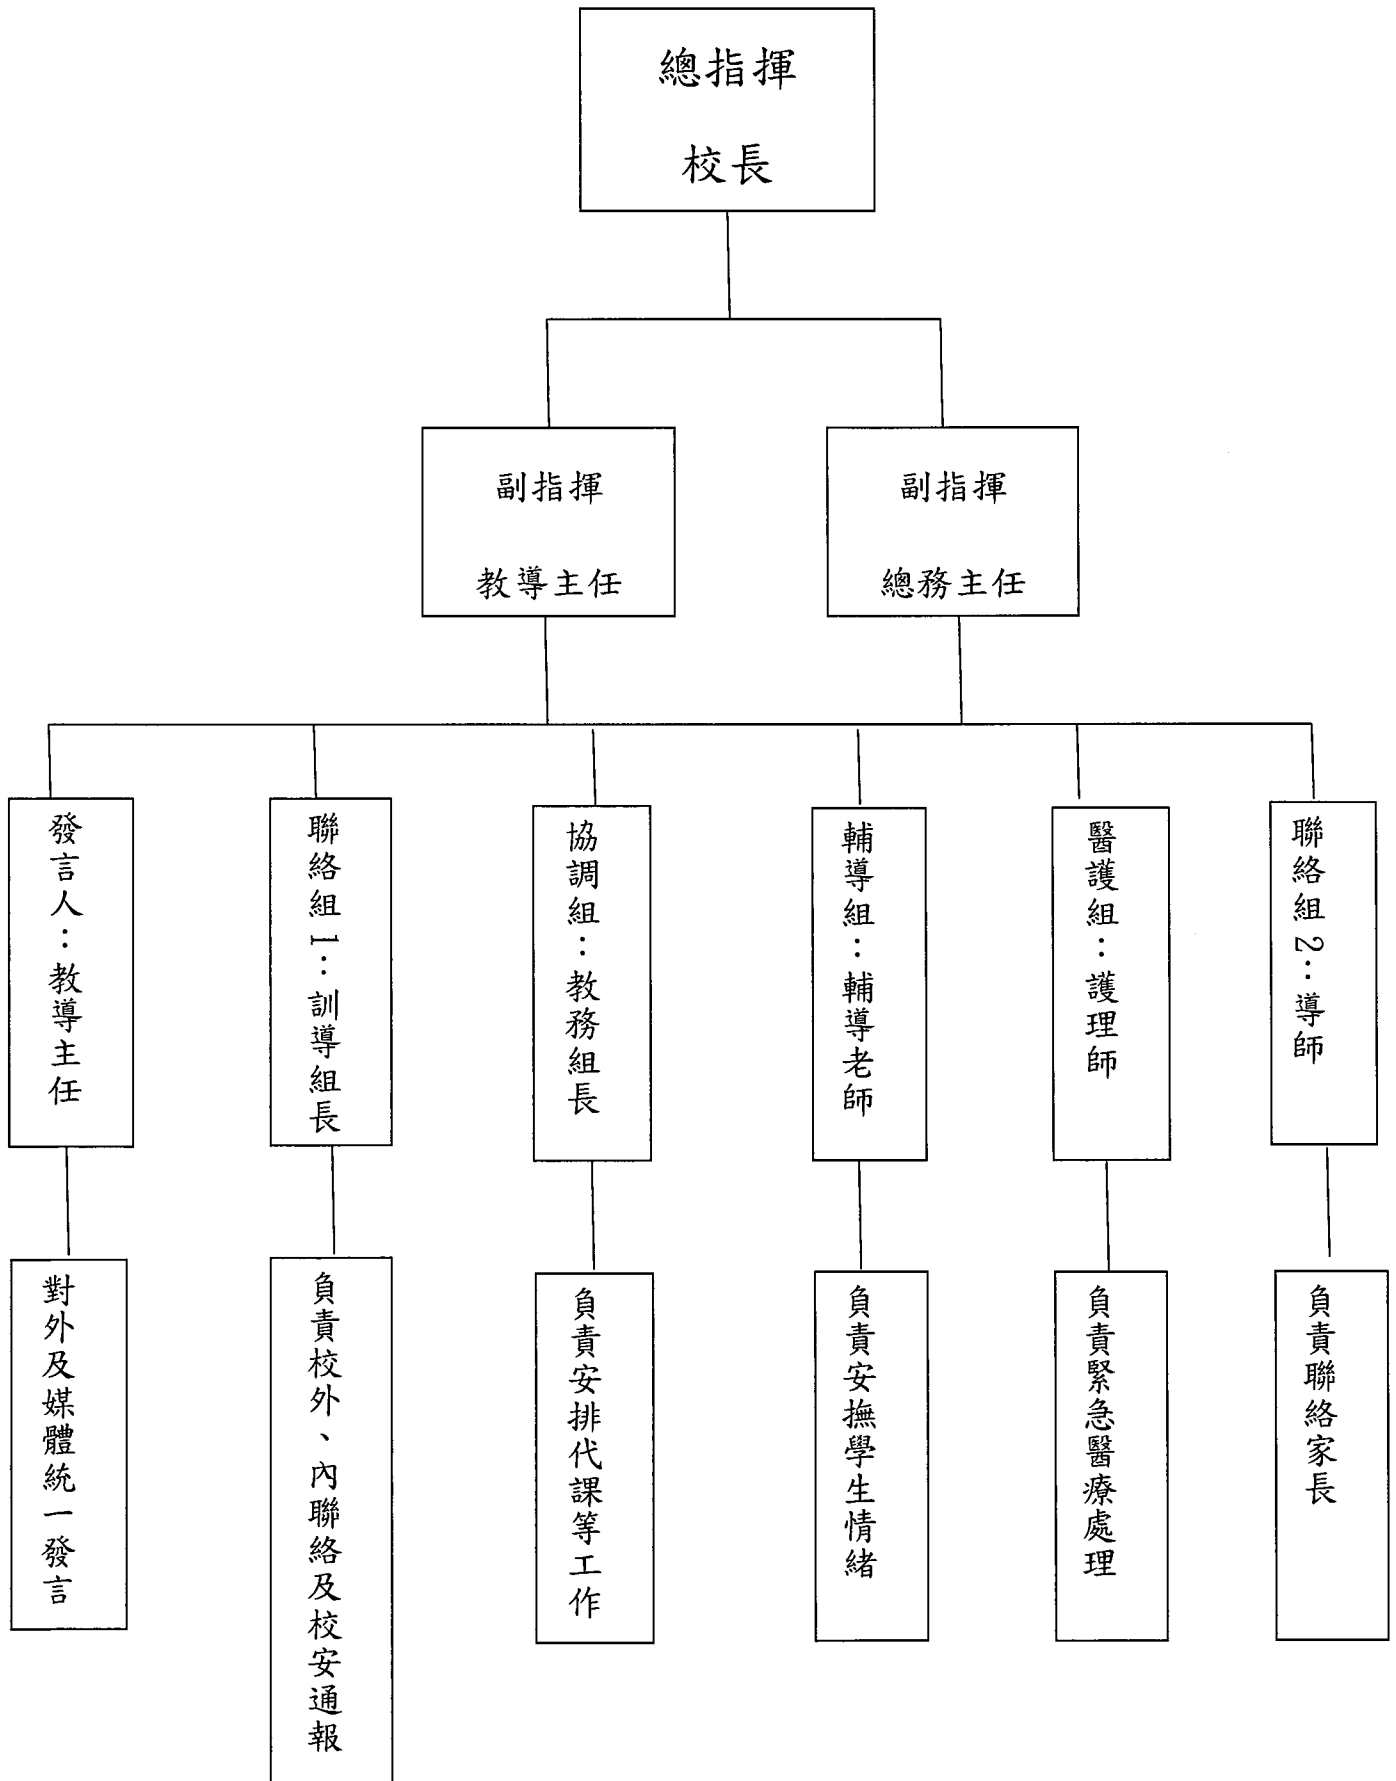 總指揮
校長
副指揮
教導主任
副指揮
總務主任
發言人：教導主任
聯絡組1：訓導組長
協調組：教務組長
輔導組：輔導老師
醫護組：護理師
聯絡組2：導師
對外及媒體統一發言
負責校外、內聯絡及校安通報
負責安排代課等工作
負責安撫學生情緒
負責緊急醫療處理
負責聯絡家長